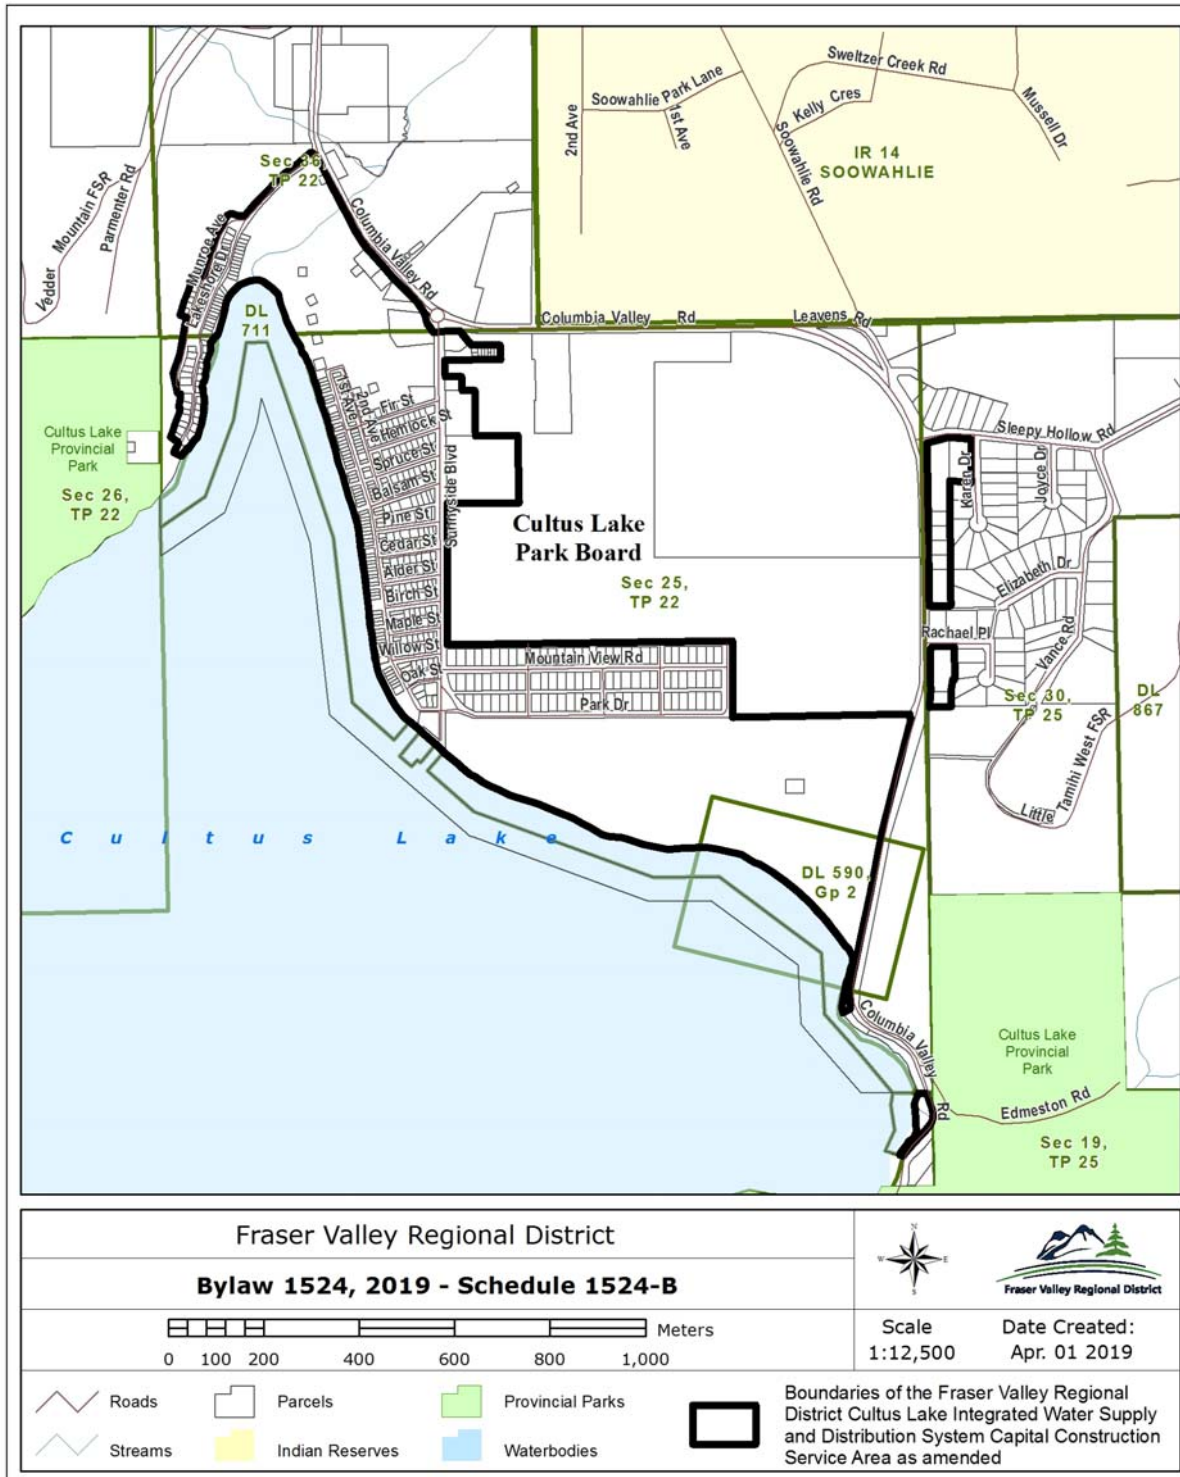 Sweltzer Creek Rd
Soowahlie Park Lane
Kelly Cres
1st Ave
2nd Ave
Mussell Dr
Soowahlie Rd
IR 14
SOOWAHLIE
Sec 36,
TP 22
Vedder Mountain FSR
Parmenter Rd
Munroe Ave
Lakeshore Dr
Columbia Valley Rd
DL
711
Columbia Valley Rd
Leavens Rd
1st Ave
2nd Ave
Fir St
Hemlock St
Spruce St
Balsam St
Pine St
Cedar St
Alder St
Birch St
Maple St
Willow St
Oak St
Sunnyside Blvd
Cultus Lake
Provincial
Park
Sec 26,
TP 22
Cultus Lake
Park Board
Sec 25,
TP 22
Sleepy Hollow Rd
Karen Dr
Joyce Dr
Elizabeth Dr
Rachael Pl
Vance Rd
Mountain View Rd
Park Dr
Sec 30,
TP 25
DL
867
Little Tamihi West FSR
Cultus Lake
DL 590,
Gp 2
Columbia Valley Rd
Cultus Lake
Provincial
Park
Edmeston Rd
Sec 19,
TP 25
Fraser Valley Regional District
Bylaw 1524, 2019 - Schedule 1524-B
Meters
0 100 200 400 600 800 1,000
N
W E
S
Fraser Valley Regional District
Scale
1:12,500
Date Created:
Apr. 01 2019
Roads
Parcels
Provincial Parks
Streams
Indian Reserves
Waterbodies
Boundaries of the Fraser Valley Regional
District Cultus Lake Integrated Water Supply
and Distribution System Capital Construction
Service Area as amended